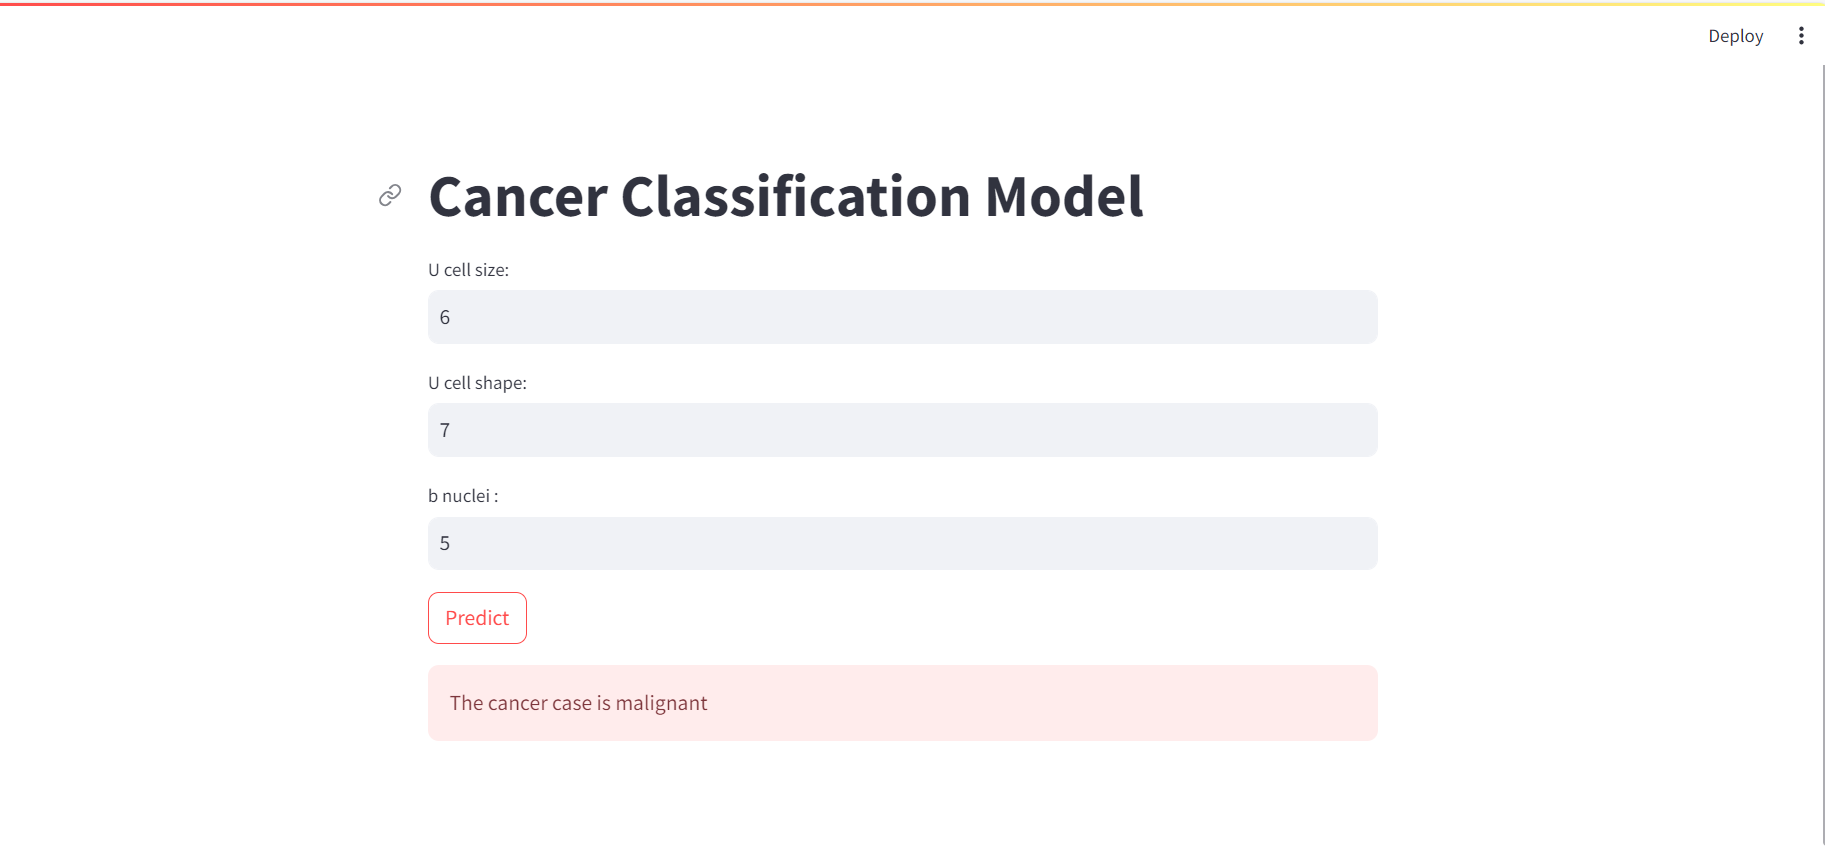 Deploy
Cancer Classification Model
U cell size:
6
U cell shape:
7
b nuclei :
5
Predict
The cancer case is malignant